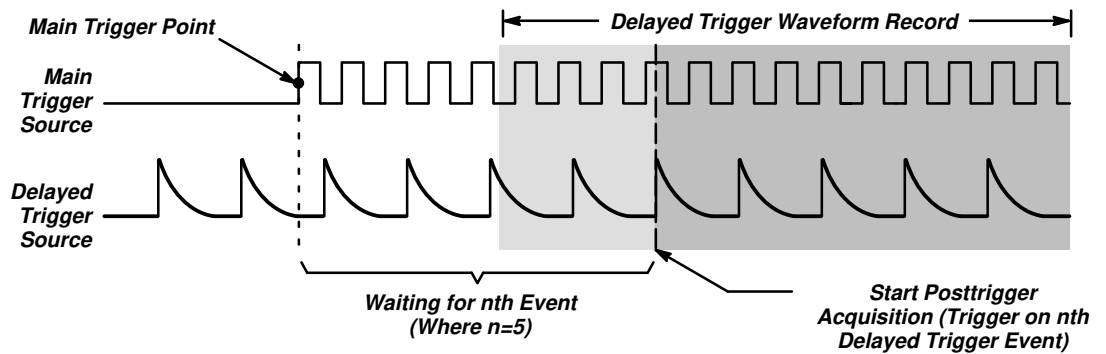 Delayed Trigger Waveform Record
Main Trigger Point
Main
Trigger
Source
Delayed
Trigger
Source
Waiting for nth Event
(Where n=5)
Start Posttrigger
Acquisition (Trigger on nth
Delayed Trigger Event)